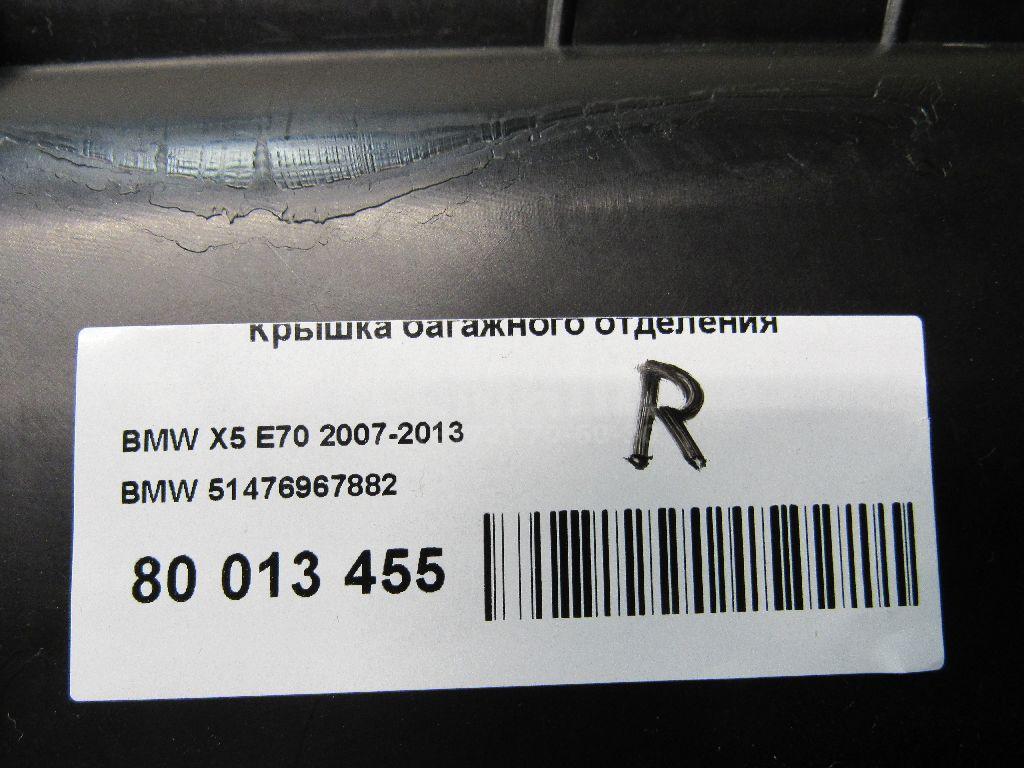 Крышка багажного отделения
R
BMW X5 E70 2007-2013
BMW 51476967882
80 013 455